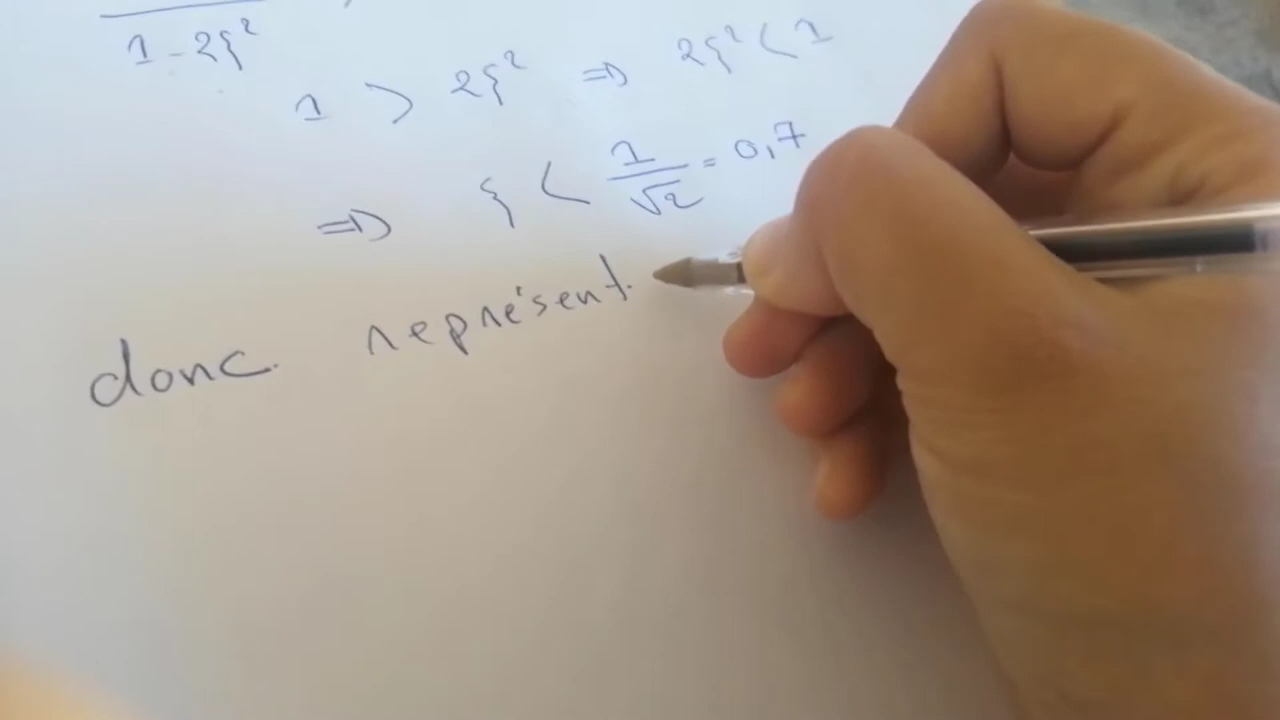 1 - 2ξ²
1 > 2ξ² => 2ξ² < 1
=> ξ < 1/√2 = 0,7
donc représent